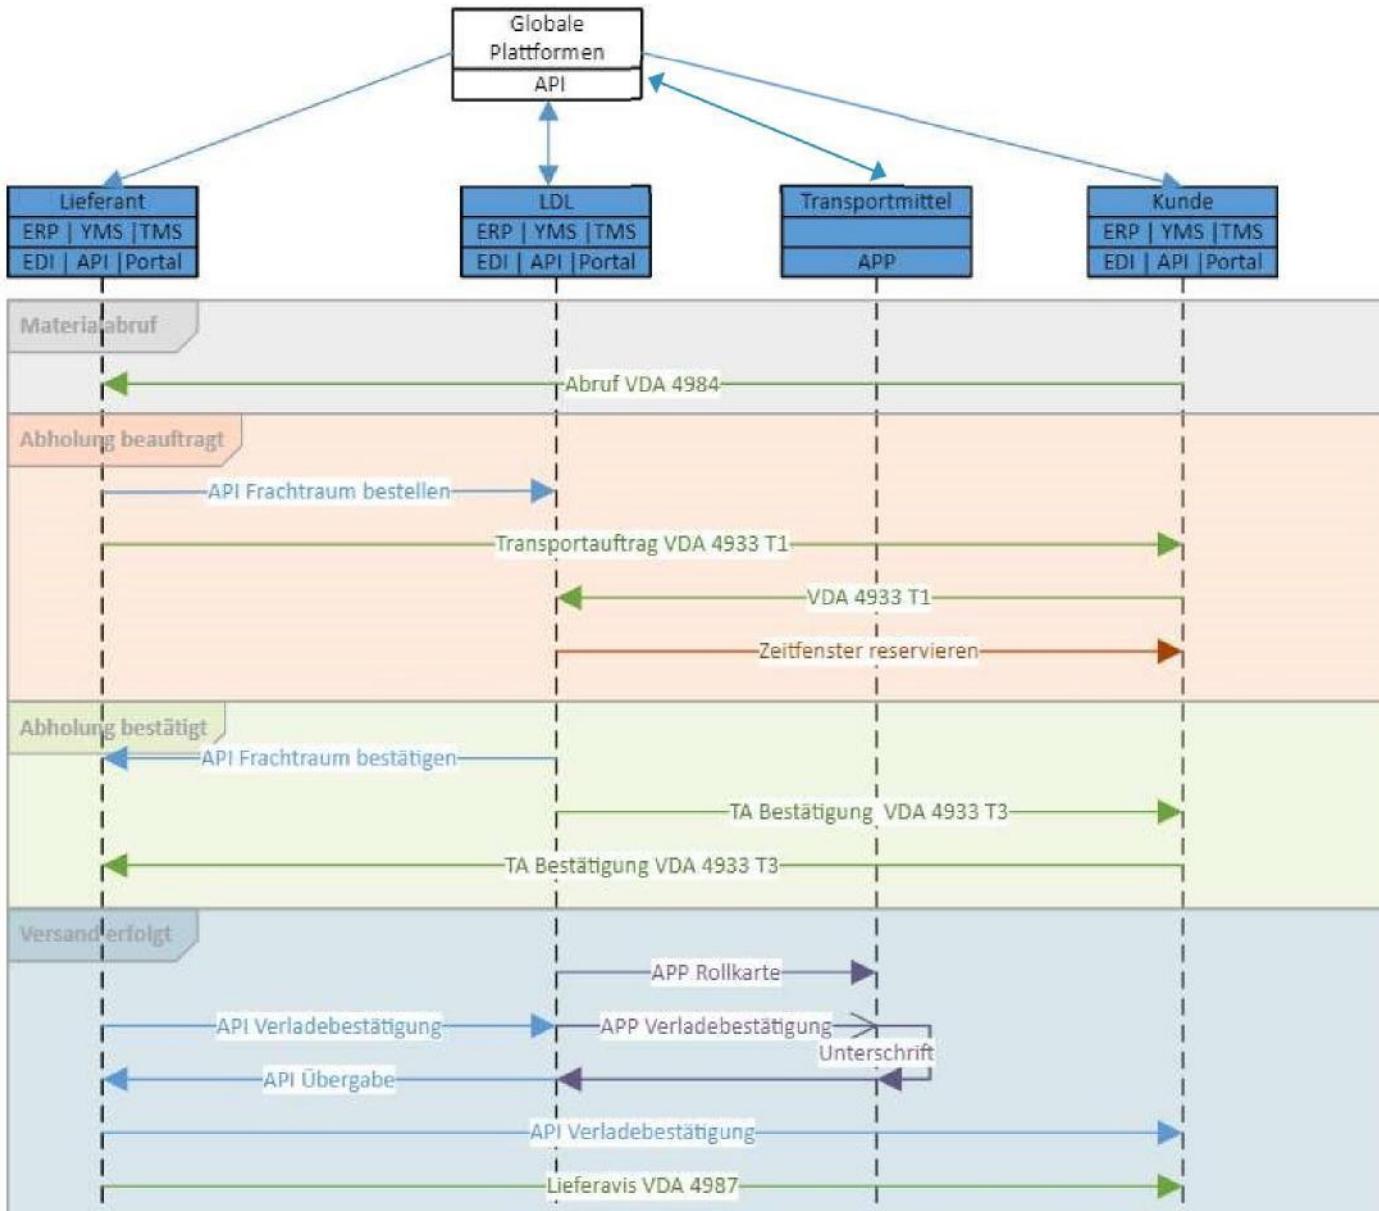 Globale
Plattformen
API
Lieferant
ERP | YMS |TMS
EDI | API |Portal
LDL
ERP | YMS |TMS
EDI | API |Portal
Transportmittel
APP
Kunde
ERP | YMS |TMS
EDI | API |Portal
Materialabruf
Abruf VDA 4984
Abholung beauftragt
API Frachtraum bestellen
Transportauftrag VDA 4933 T1
VDA 4933 T1
Zeitfenster reservieren
Abholung bestätigt
API Frachtraum bestätigen
TA Bestätigung VDA 4933 T3
TA Bestätigung VDA 4933 T3
Versand erfolgt
APP Rollkarte
API Verladebestätigung
APP Verladebestätigung
Unterschrift
API Übergabe
API Verladebestätigung
Lieferavis VDA 4987